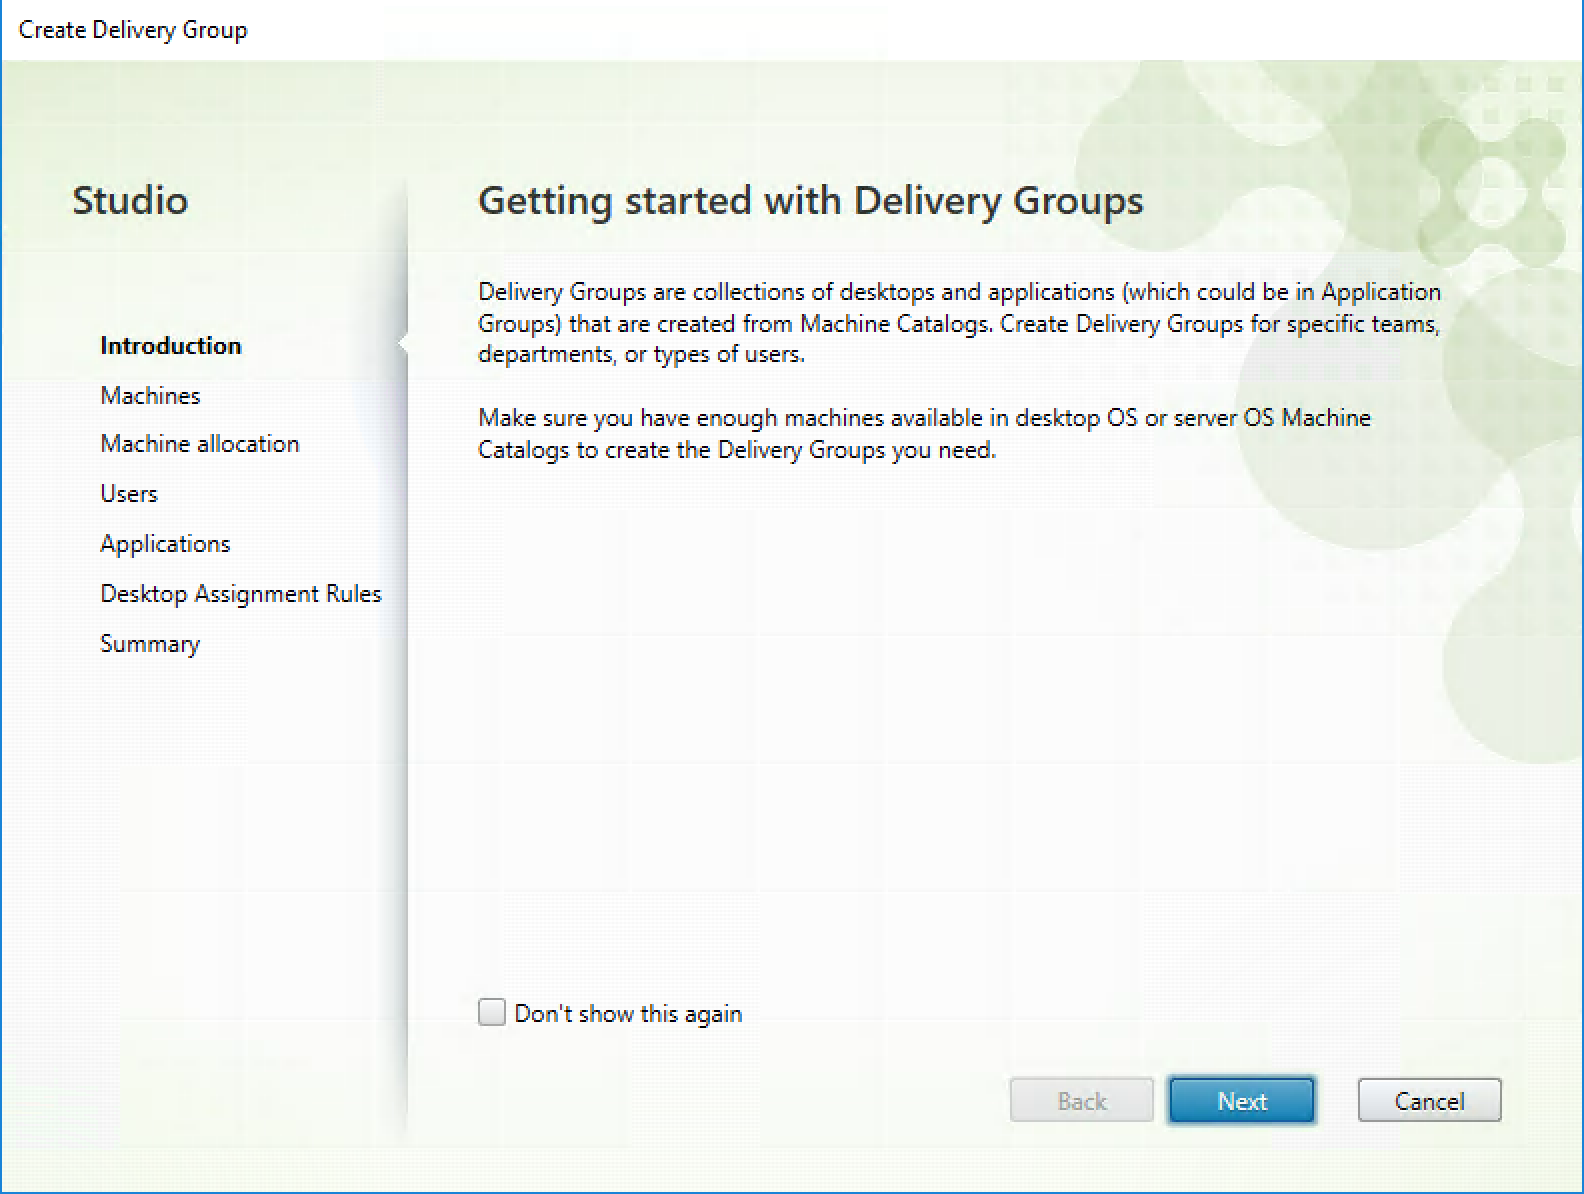 Create Delivery Group
Studio
Introduction
Machines
Machine allocation
Users
Applications
Desktop Assignment Rules
Summary
Getting started with Delivery Groups
Delivery Groups are collections of desktops and applications (which could be in Application
Groups) that are created from Machine Catalogs. Create Delivery Groups for specific teams,
departments, or types of users.
Make sure you have enough machines available in desktop OS or server OS Machine
Catalogs to create the Delivery Groups you need.
Don't show this again
Back
Next
Cancel